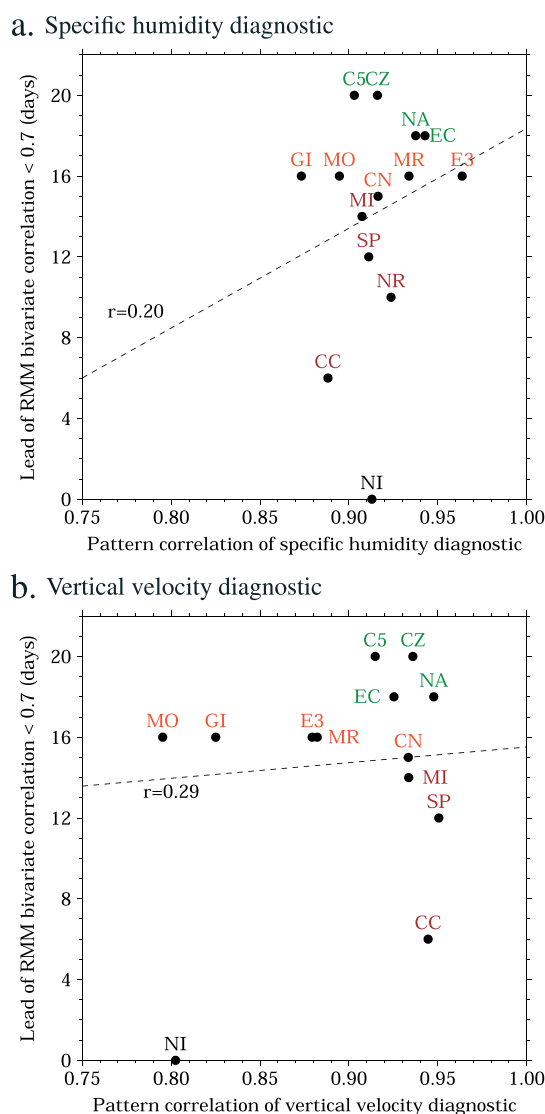 a. Specific humidity diagnostic
Lead of RMM bivariate correlation < 0.7 (days)
20
16
12
8
4
0
C5
CZ
NA
EC
GI
MO
MR
E3
CN
MI
SP
NR
r=0.20
CC
NI
0.75
0.80
0.85
0.90
0.95
1.00
Pattern correlation of specific humidity diagnostic
b. Vertical velocity diagnostic
Lead of RMM bivariate correlation < 0.7 (days)
20
16
12
8
4
0
C5
CZ
EC
NA
MO
GI
E3
MR
CN
MI
r=0.29
SP
CC
NI
0.75
0.80
0.85
0.90
0.95
1.00
Pattern correlation of vertical velocity diagnostic